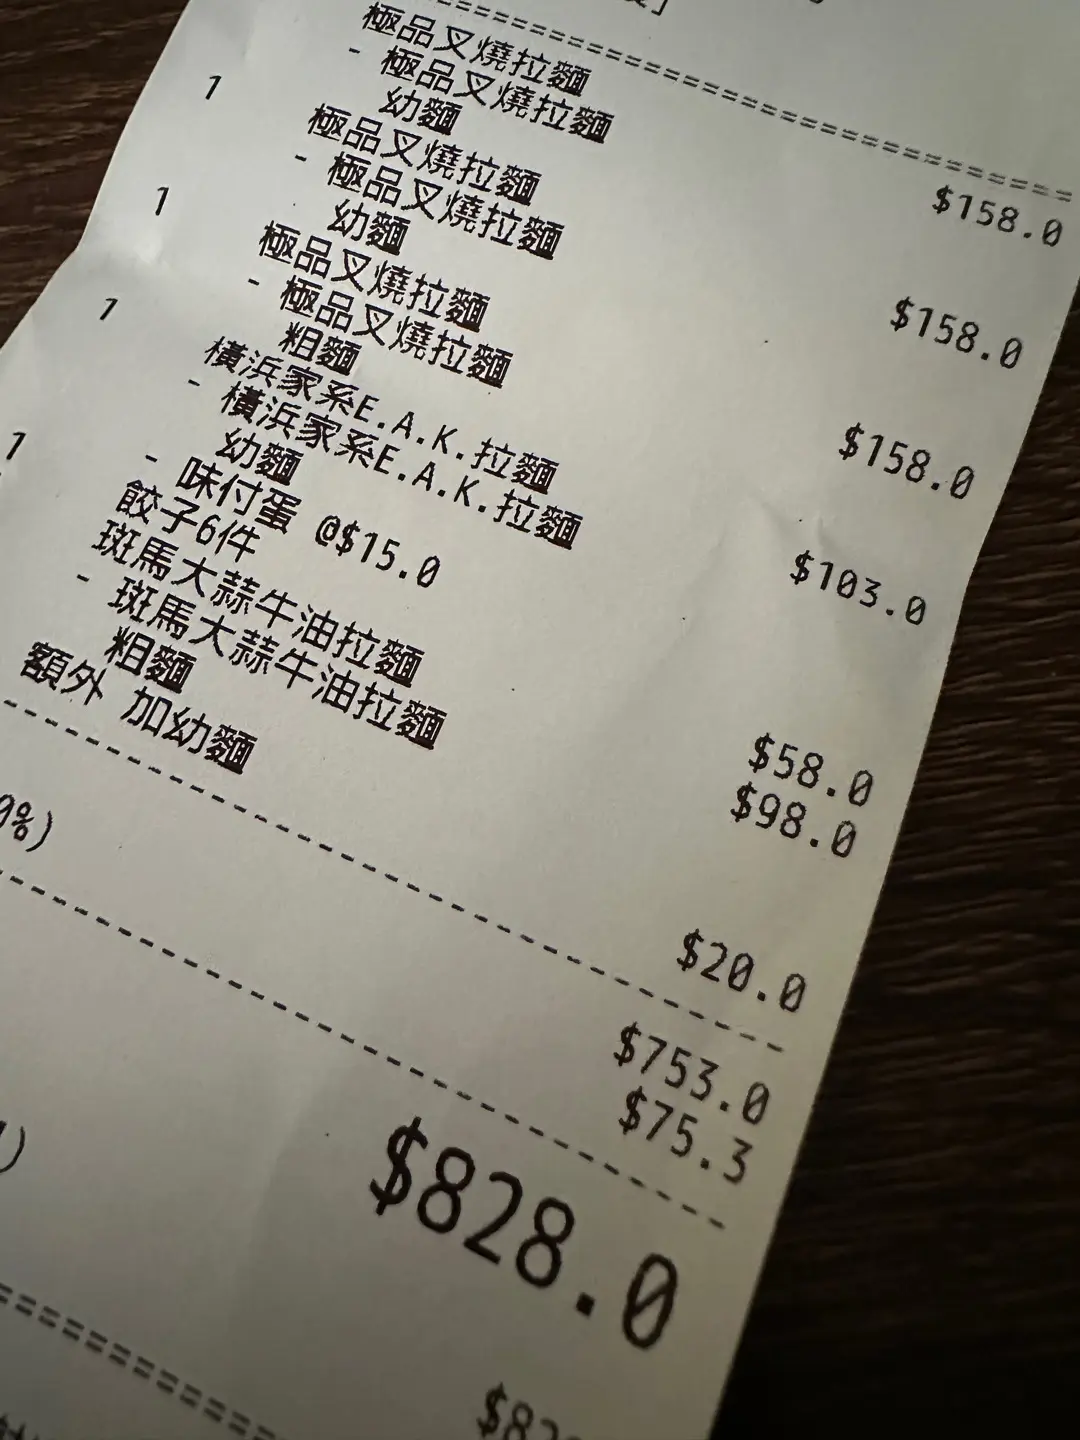 極品叉燒拉麵
- 極品叉燒拉麵
幼麵
1 $158.0
極品叉燒拉麵
- 極品叉燒拉麵
幼麵
1 $158.0
極品叉燒拉麵
- 極品叉燒拉麵
粗麵
1 $158.0
橫浜家系E.A.K.拉麵
- 橫浜家系E.A.K.拉麵
幼麵
- 味付蛋 @$15.0
1 $103.0
餃子6件 $58.0
斑馬大蒜牛油拉麵 $98.0
- 斑馬大蒜牛油拉麵
粗麵
額外 加幼麵 $20.0
$753.0
0%) $75.3
$828.0